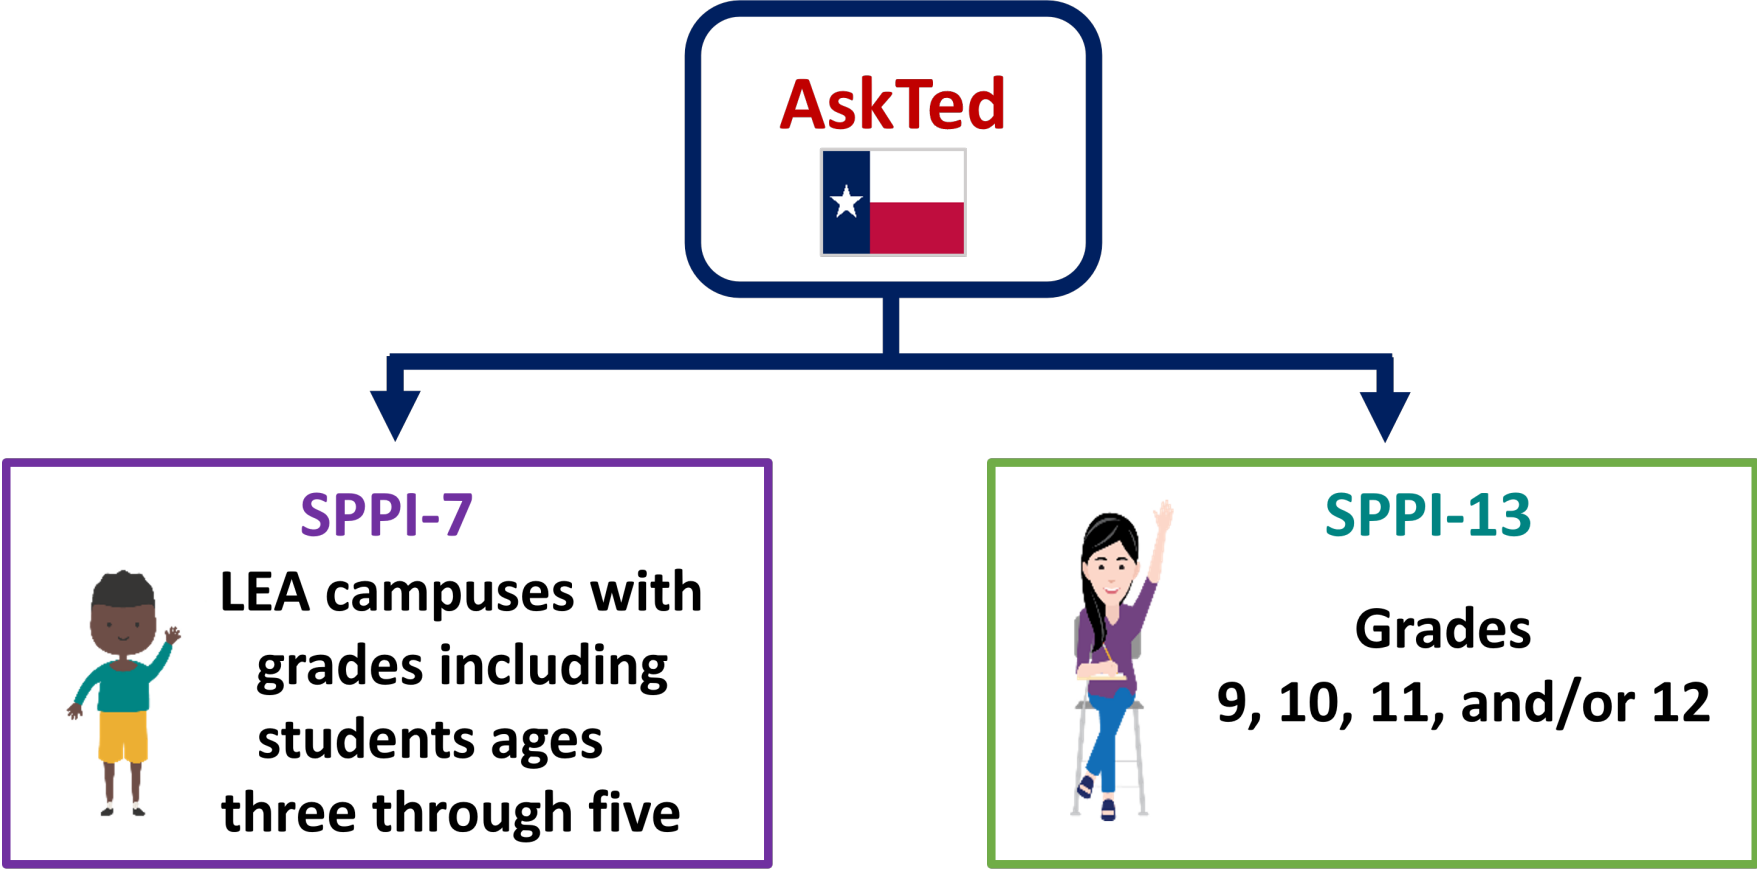 AskTed
SPPI-7
LEA campuses with
grades including
students ages
three through five
SPPI-13
Grades
9, 10, 11, and/or 12